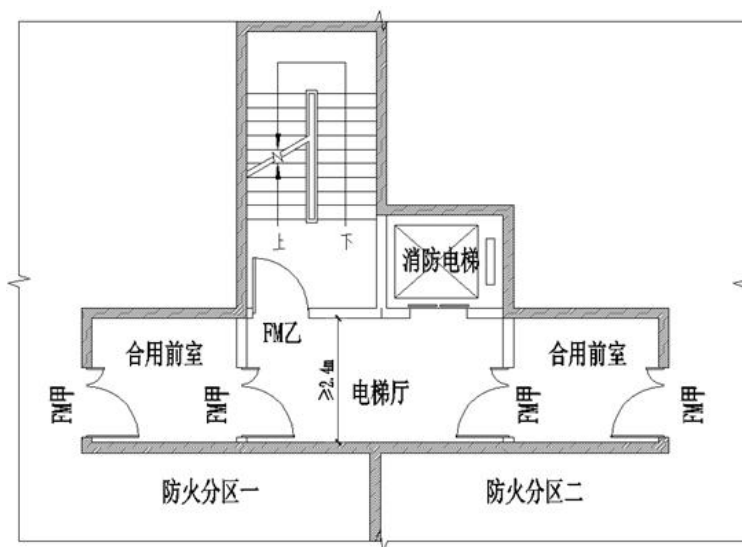 上
下
消防电梯
FM乙
合用前室
合用前室
≥2.4m
电梯厅
FM甲
FM甲
FM甲
FM甲
防火分区一
防火分区二